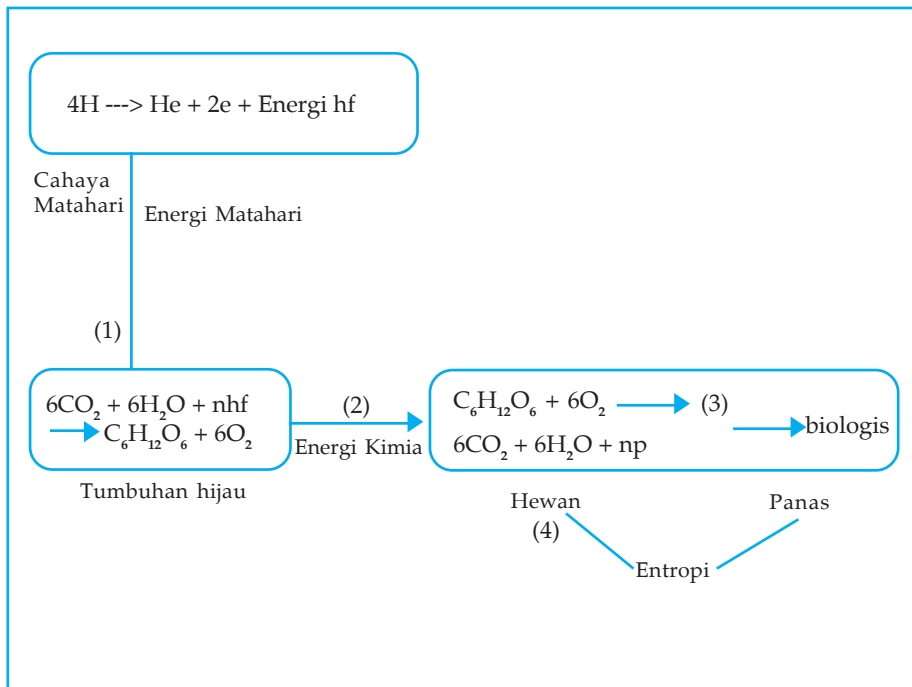 4H ---> He + 2e + Energi hf
Cahaya
Matahari
Energi Matahari
(1)
6CO₂ + 6H₂O + nhf
C₆H₁₂O₆ + 6O₂
Tumbuhan hijau
(2)
Energi Kimia
C₆H₁₂O₆ + 6O₂
(3)
6CO₂ + 6H₂O + np
biologis
Hewan
(4)
Panas
Entropi